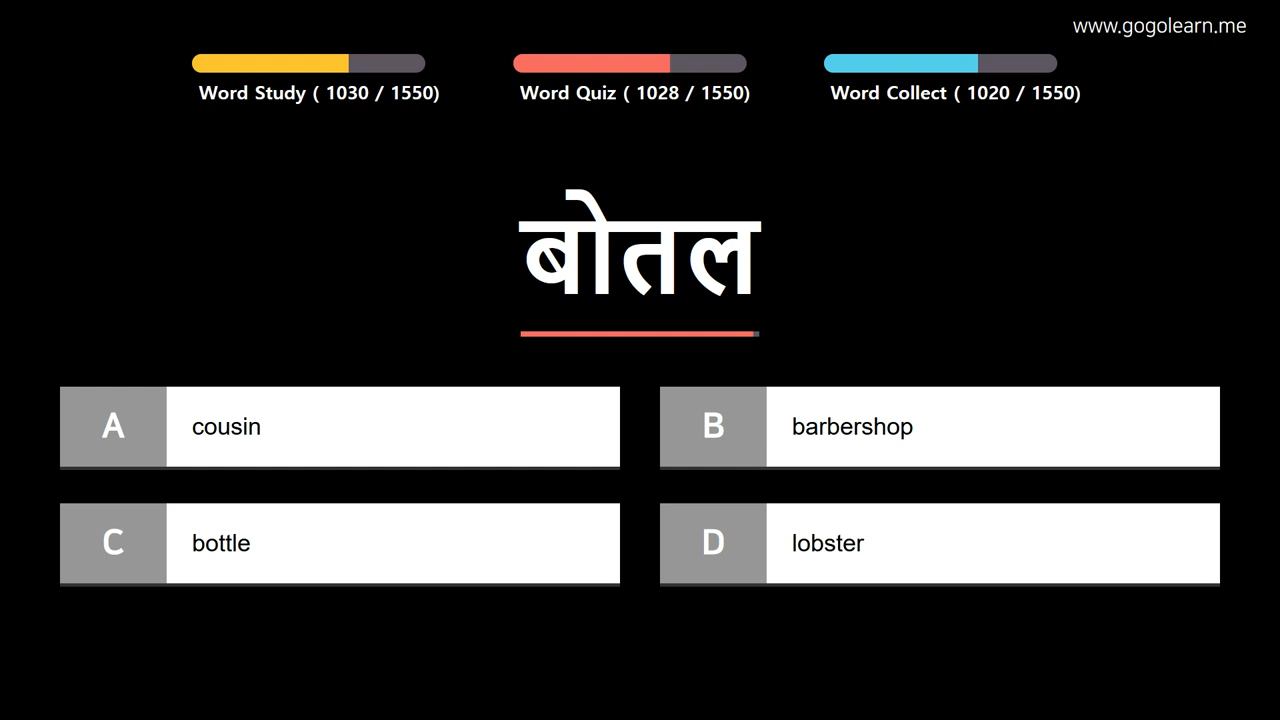 www.gogolearn.me
Word Study ( 1030 / 1550)
Word Quiz ( 1028 / 1550)
Word Collect ( 1020 / 1550)
बोतल
A cousin
B barbershop
C bottle
D lobster